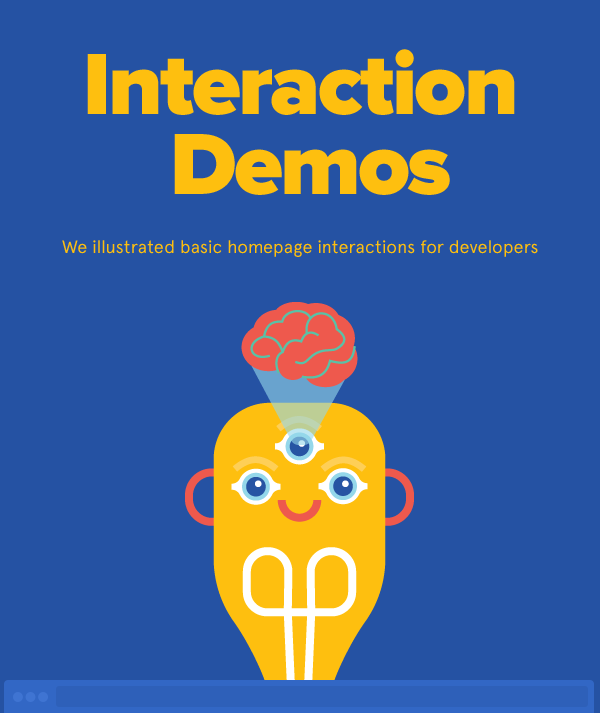 Interaction
Demos
We illustrated basic homepage interactions for developers